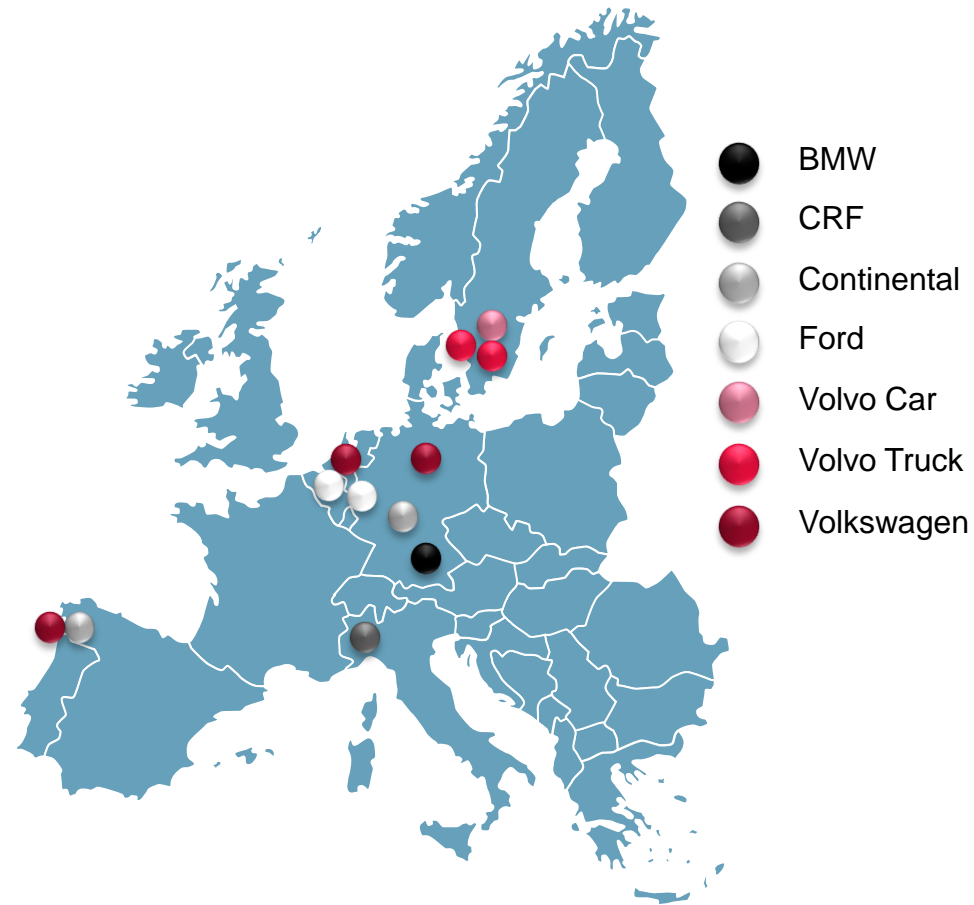 BMW
CRF
Continental
Ford
Volvo Car
Volvo Truck
Volkswagen